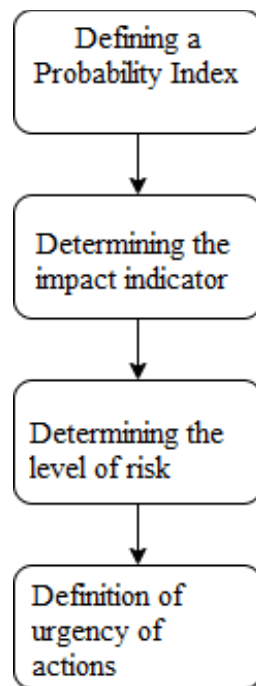 Defining a
Probability Index
Determining the
impact indicator
Determining the
level of risk
Definition of
urgency of
actions